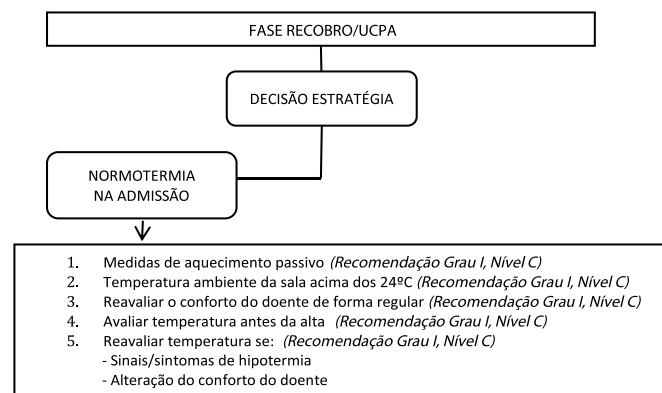 FASE RECOBRO/UCPA
DECISÃO ESTRATÉGIA
NORMOTERMIA
NA ADMISSÃO
1. Medidas de aquecimento passivo (Recomendação Grau I, Nível C)
2. Temperatura ambiente da sala acima dos 24ºC (Recomendação Grau I, Nível C)
3. Reavaliar o conforto do doente de forma regular (Recomendação Grau I, Nível C)
4. Avaliar temperatura antes da alta (Recomendação Grau I, Nível C)
5. Reavaliar temperatura se: (Recomendação Grau I, Nível C)
- Sinais/sintomas de hipotermia
- Alteração do conforto do doente